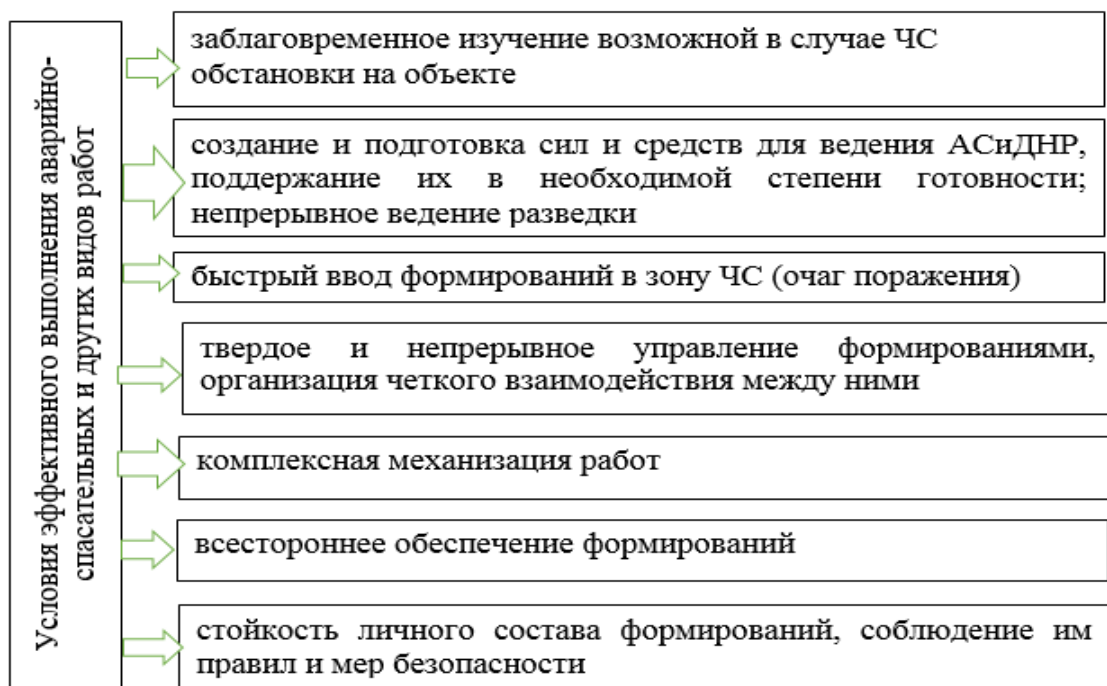 Условия эффективного выполнения аварийно-
спасательных и других видов работ
заблаговременное изучение возможной в случае ЧС
обстановки на объекте
создание и подготовка сил и средств для ведения АСиДНР,
поддержание их в необходимой степени готовности;
непрерывное ведение разведки
быстрый ввод формирований в зону ЧС (очаг поражения)
твердое и непрерывное управление формированиями,
организация четкого взаимодействия между ними
комплексная механизация работ
всестороннее обеспечение формирований
стойкость личного состава формирований, соблюдение им
правил и мер безопасности